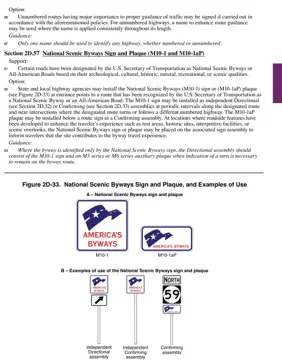 Option:
Unnumbered routes having major importance to proper guidance of traffic may be signed if carried out in
accordance with the aforementioned policies. For unnumbered highways, a name to enhance route guidance
may be used where the name is applied consistently throughout its length.
Guidance:
Only one name should be used to identify any highway, whether numbered or unnumbered.
Section 2D.57 National Scenic Byways Sign and Plaque (M10-1 and M10-1aP)
Support:
Certain roads have been designated by the U.S. Secretary of Transportation as National Scenic Byways or
All-American Roads based on their archeological, cultural, historic, natural, recreational, or scenic qualities.
Option:
State and local highway agencies may install the National Scenic Byways (M10-1) sign or (M10-1aP) plaque
(see Figure 2D-33) at entrance points to a route that has been recognized by the U.S. Secretary of Transportation as
a National Scenic Byway or an All-American Road. The M10-1 sign may be installed as independent Directional
(see Section 2D.32) or Confirming (see Section 2D.35) assemblies at periodic intervals along the designated route
and near intersections where the designated route turns or follows a different numbered highway. The M10-1aP
plaque may be installed below a route sign in a Confirming assembly. At locations where roadside features have
been developed to enhance the traveler's experience such as rest areas, historic sites, interpretive facilities, or
scenic overlooks, the National Scenic Byways sign or plaque may be placed on the associated sign assembly to
inform travelers that the site contributes to the byway travel experience.
Guidance:
Where the byway is identified only by the National Scenic Byways sign, the Directional assembly should
consist of the M10-1 sign and an M5 series or M6 series auxiliary plaque when indication of a turn is necessary
to remain on the byway route.
Figure 2D-33. National Scenic Byways Sign and Plaque, and Examples of Use
A – National Scenic Byways sign and plaque
AMERICA'S
BYWAYS
AMERICA'S BYWAYS
M10-1
M10-1aP
B – Examples of use of the National Scenic Byways sign and plaque
AMERICA'S
BYWAYS
AMERICA'S
BYWAYS
NORTH
59
Independent
Directional
assembly
Independent
Confirming
assembly
Confirming
assembly